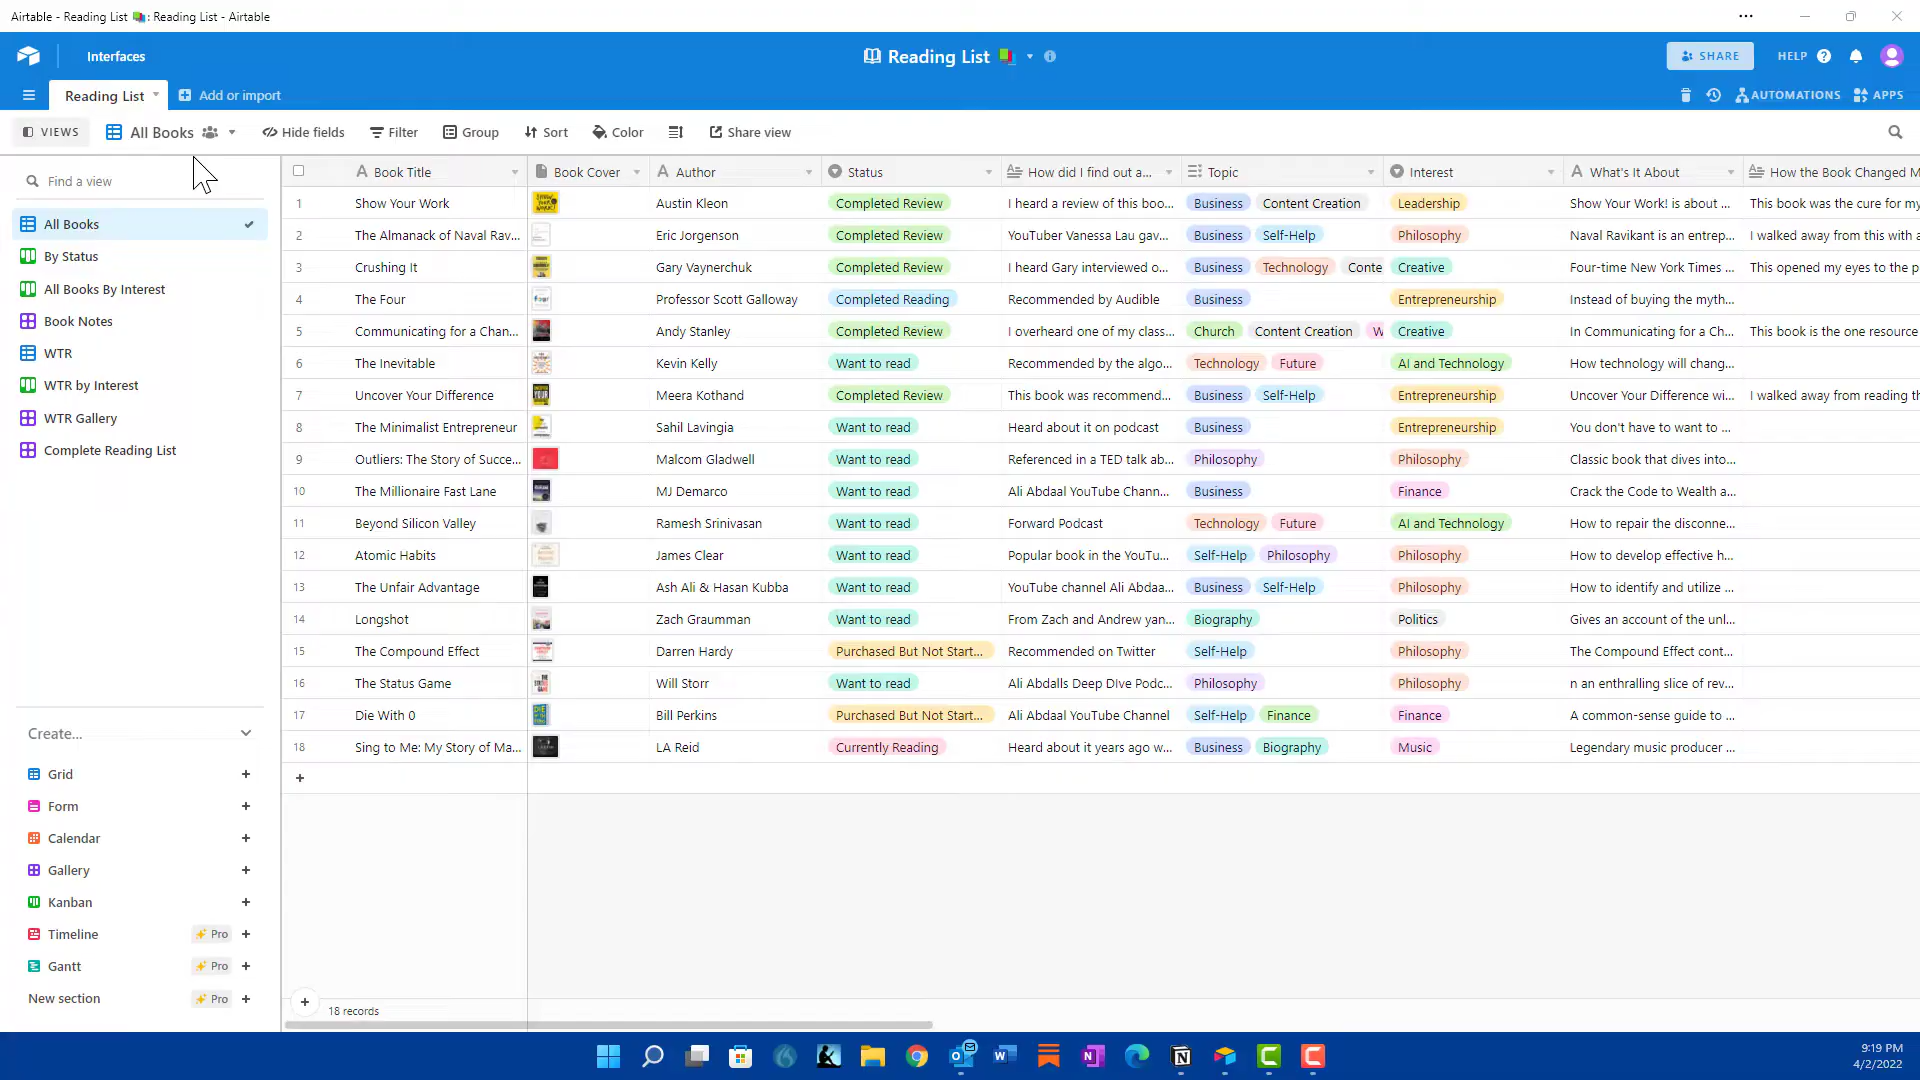 Airtable - Reading List : Reading List - Airtable
Interfaces
Reading List
SHARE
HELP
Reading List
Add or import
AUTOMATIONS
APPS
VIEWS
All Books
Hide fields
Filter
Group
Sort
Color
Share view
Find a view
All Books
By Status
All Books By Interest
Book Notes
WTR
WTR by Interest
WTR Gallery
Complete Reading List
Create...
Grid
Form
Calendar
Gallery
Kanban
Timeline Pro
Gantt Pro
New section Pro
Book Title Book Cover Author Status How did I find out a... Topic Interest What's It About How the Book Changed M
1 Show Your Work Austin Kleon Completed Review I heard a review of this boo... Business Content Creation Leadership Show Your Work! is about ... This book was the cure for my
2 The Almanack of Naval Rav... Eric Jorgenson Completed Review YouTuber Vanessa Lau gav... Business Self-Help Philosophy Naval Ravikant is an entrep... I walked away from this with a
3 Crushing It Gary Vaynerchuk Completed Review I heard Gary interviewed o... Business Technology Conte Creative Four-time New York Times ... This opened my eyes to the p
4 The Four Professor Scott Galloway Completed Reading Recommended by Audible Business Entrepreneurship Instead of buying the myth...
5 Communicating for a Chan... Andy Stanley Completed Review I overheard one of my class... Church Content Creation W Creative In Communicating for a Ch... This book is the one resource
6 The Inevitable Kevin Kelly Want to read Recommended by the algo... Technology Future AI and Technology How technology will chang...
7 Uncover Your Difference Meera Kothand Completed Review This book was recommend... Business Self-Help Entrepreneurship Uncover Your Difference wi... I walked away from reading th
8 The Minimalist Entrepreneur Sahil Lavingia Want to read Heard about it on podcast Business Entrepreneurship You don't have to want to ...
9 Outliers: The Story of Succe... Malcom Gladwell Want to read Referenced in a TED talk ab... Philosophy Philosophy Classic book that dives into...
10 The Millionaire Fast Lane MJ Demarco Want to read Ali Abdaal YouTube Chann... Business Finance Crack the Code to Wealth a...
11 Beyond Silicon Valley Ramesh Srinivasan Want to read Forward Podcast Technology Future AI and Technology How to repair the disconne...
12 Atomic Habits James Clear Want to read Popular book in the YouTu... Self-Help Philosophy Philosophy How to develop effective h...
13 The Unfair Advantage Ash Ali & Hasan Kubba Want to read YouTube channel Ali Abdaa... Business Self-Help Philosophy How to identify and utilize ...
14 Longshot Zach Graumman Want to read From Zach and Andrew yan... Biography Politics Gives an account of the unl...
15 The Compound Effect Darren Hardy Purchased But Not Start... Recommended on Twitter Self-Help Philosophy The Compound Effect cont...
16 The Status Game Will Storr Want to read Ali Abdalls Deep DIve Podc... Philosophy Philosophy n an enthralling slice of rev...
17 Die With 0 Bill Perkins Purchased But Not Start... Ali Abdaal YouTube Channel Self-Help Finance Finance A common-sense guide to ...
18 Sing to Me: My Story of Ma... LA Reid Currently Reading Heard about it years ago w... Business Biography Music Legendary music producer ...
18 records
9:19 PM
4/2/2022